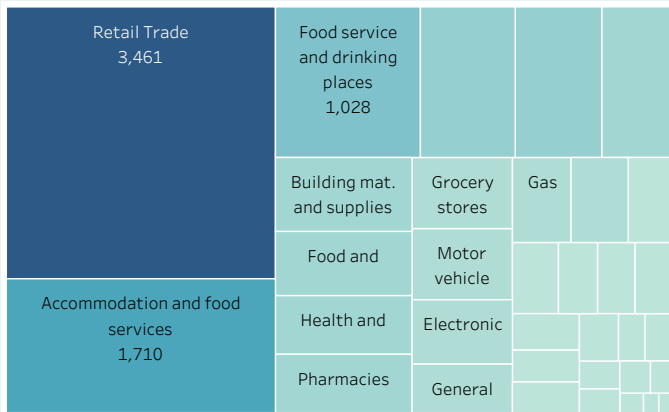 Retail Trade
3,461
Food service
and drinking
places
1,028
Building mat.
and supplies
Grocery
stores
Gas
Food and
Motor
vehicle
Accommodation and food
services
1,710
Health and
Electronic
Pharmacies
General